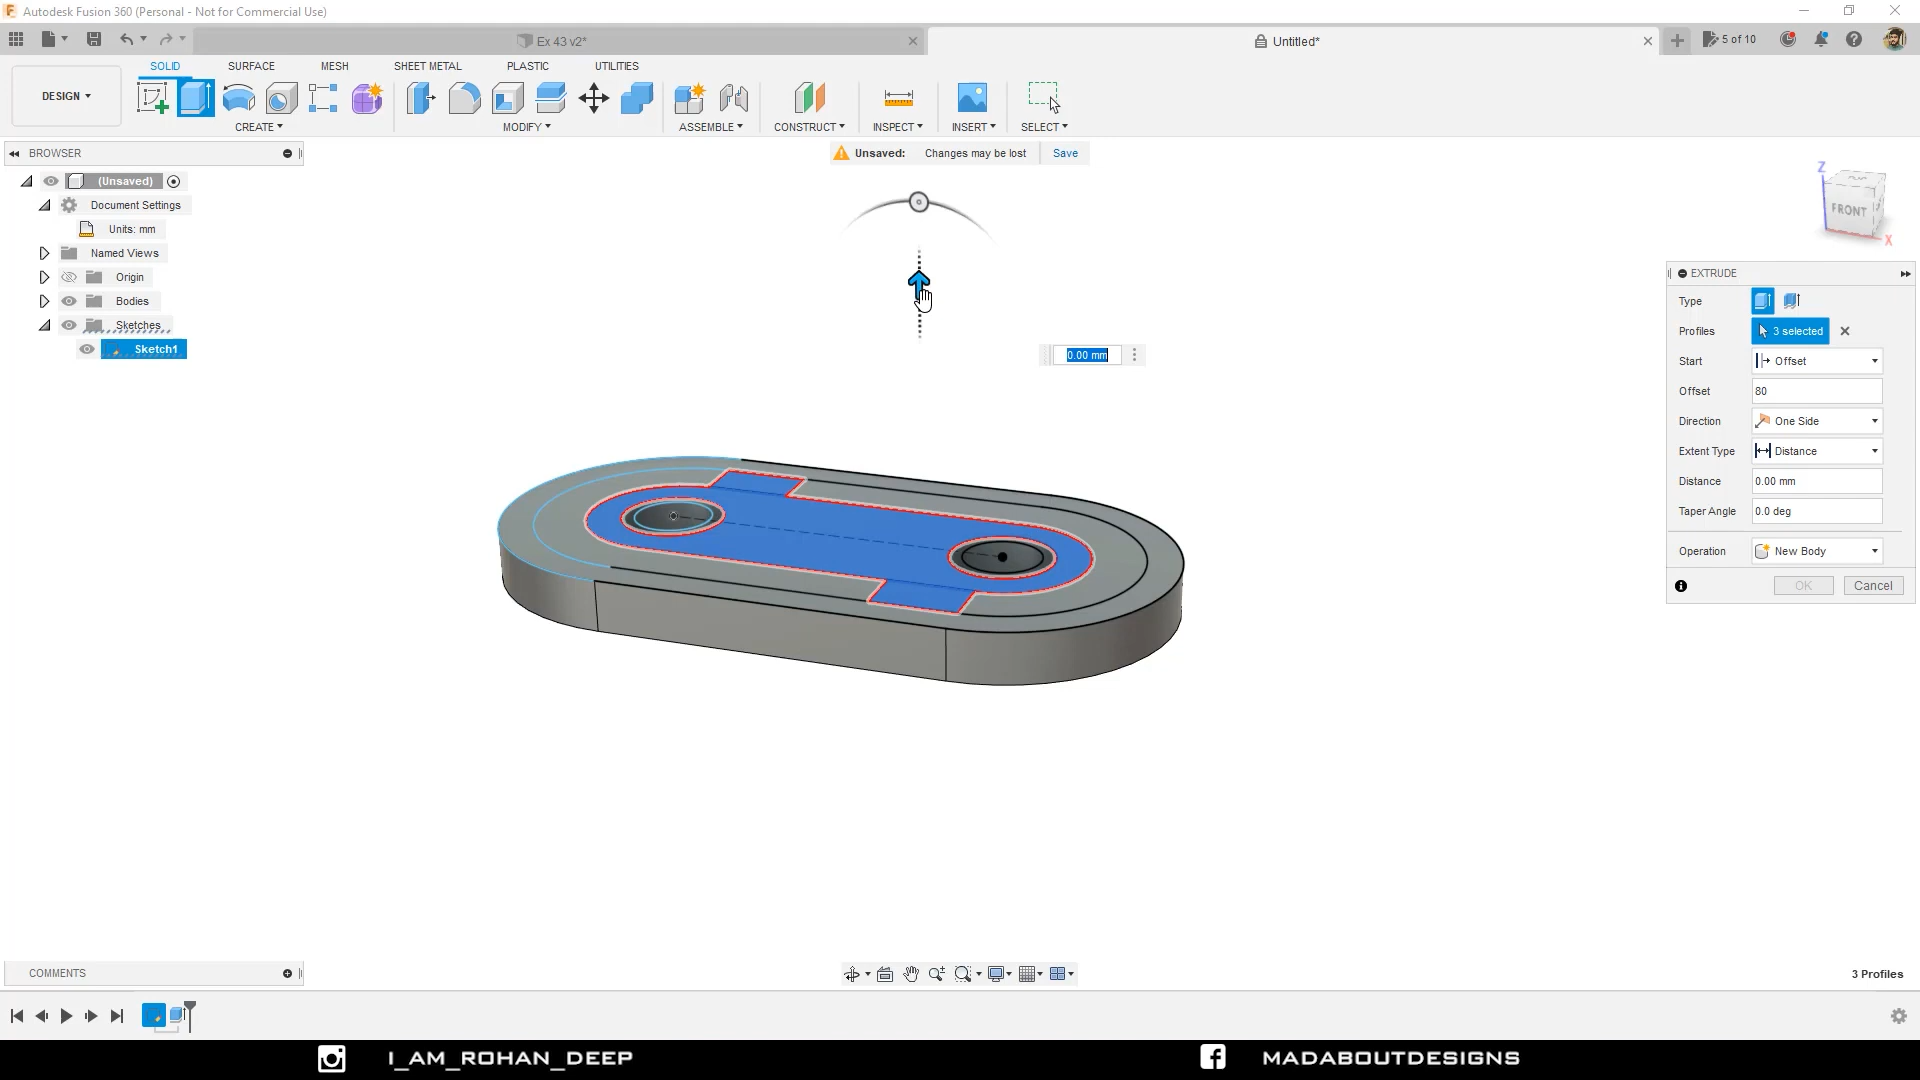 Autodesk Fusion 360 (Personal - Not for Commercial Use)
Ex 43 v2*
Untitled*
5 of 10
DESIGN
SOLID
SURFACE
MESH
SHEET METAL
PLASTIC
UTILITIES
CREATE
MODIFY
ASSEMBLE
CONSTRUCT
INSPECT
INSERT
SELECT
BROWSER
Unsaved: Changes may be lost Save
(Unsaved)
Document Settings
Units: mm
Named Views
Origin
Bodies
Sketches
Sketch1
Z
FRONT
X
0.00 mm
EXTRUDE
Type
Profiles 3 selected
Start Offset
Offset 80
Direction One Side
Extent Type Distance
Distance 0.00 mm
Taper Angle 0.0 deg
Operation New Body
OK Cancel
COMMENTS
3 Profiles
I_AM_ROHAN_DEEP
MADABOUTDESIGNS